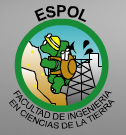 ESPOL
FACULTAD DE INGENIERIA
EN CIENCIAS DE LA TIERRA